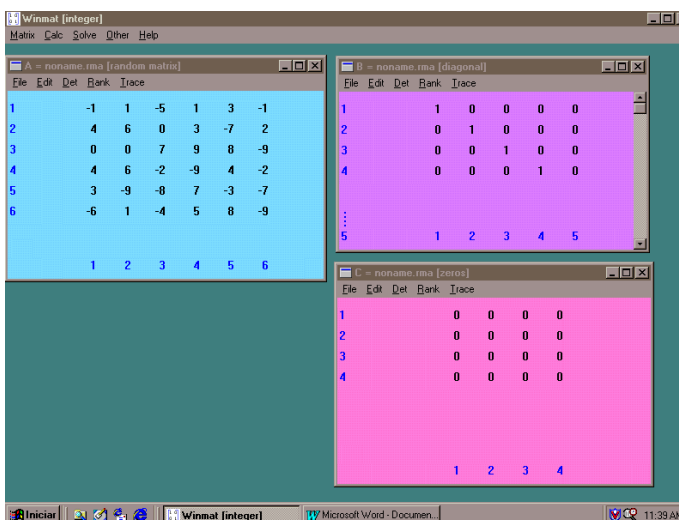 Winmat [integer]
Matrix Calc Solve Other Help
A = noname.rma [random matrix]
File Edit Det Rank Trace
1 -1 1 -5 1 3 -1
2 4 6 0 3 -7 2
3 0 0 7 9 8 -9
4 4 6 -2 -9 4 -2
5 3 -9 -8 7 -3 -7
6 -6 1 -4 5 8 -9
1 2 3 4 5 6
B = noname.rma [diagonal]
File Edit Det Rank Trace
1 1 0 0 0 0
2 0 1 0 0 0
3 0 0 1 0 0
4 0 0 0 1 0
5 1 2 3 4 5
C = noname.rma [zeros]
File Edit Det Rank Trace
1 0 0 0 0
2 0 0 0 0
3 0 0 0 0
4 0 0 0 0
1 2 3 4
Iniciar Winmat [integer] Microsoft Word - Documen... 11:39 AM